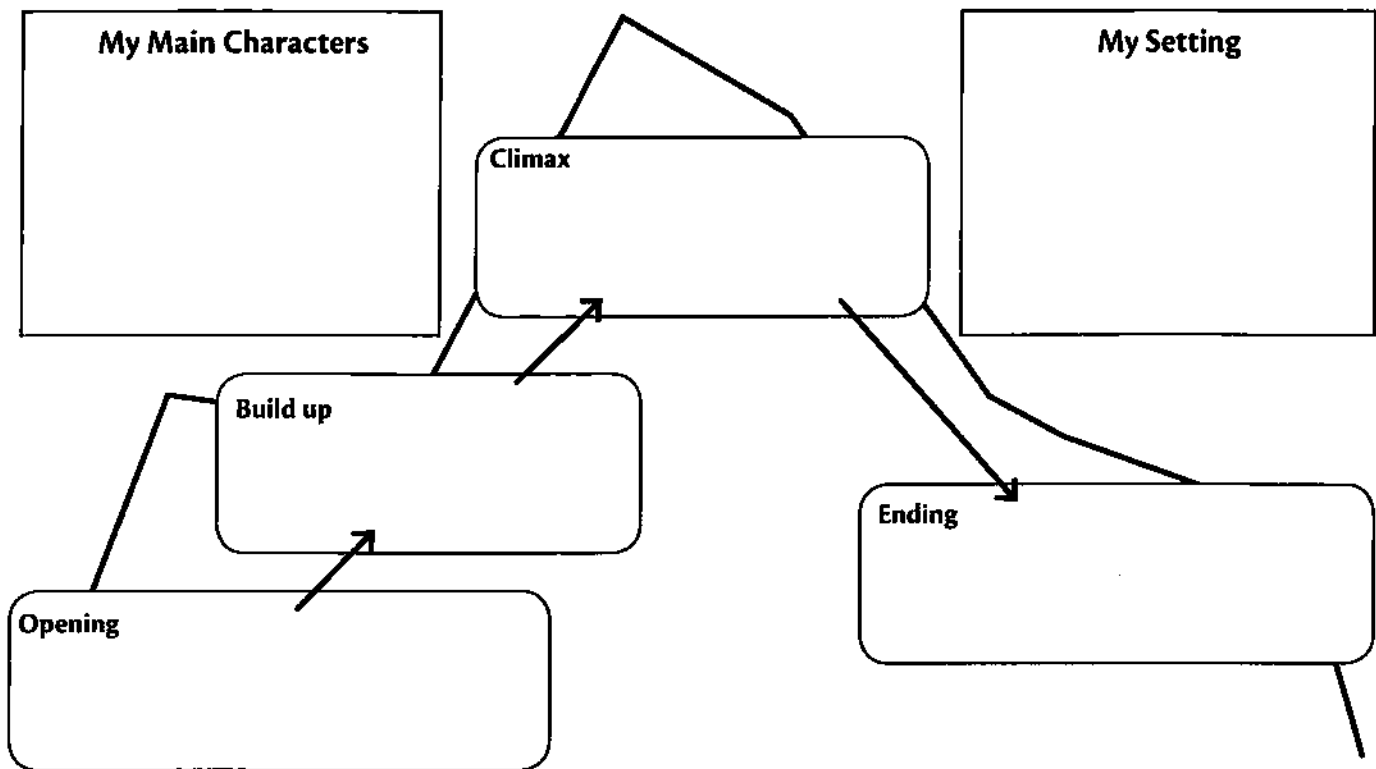 My Main Characters
My Setting
Climax
Build up
Ending
Opening